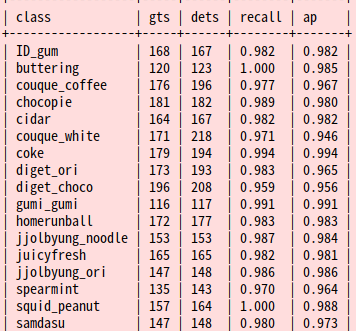 | class | gts | dets | recall | ap |
| ID_gum | 168 | 167 | 0.982 | 0.982 |
| buttering | 120 | 123 | 1.000 | 0.985 |
| couque_coffee | 176 | 196 | 0.977 | 0.967 |
| chocopie | 181 | 182 | 0.989 | 0.980 |
| cidar | 164 | 167 | 0.982 | 0.982 |
| couque_white | 171 | 218 | 0.971 | 0.946 |
| coke | 179 | 194 | 0.994 | 0.994 |
| diget_ori | 173 | 193 | 0.983 | 0.965 |
| diget_choco | 196 | 208 | 0.959 | 0.956 |
| gumi_gumi | 116 | 117 | 0.991 | 0.991 |
| homerunball | 172 | 177 | 0.983 | 0.983 |
| jjolbyung_noodle | 153 | 153 | 0.987 | 0.984 |
| juicyfresh | 165 | 165 | 0.982 | 0.981 |
| jjolbyung_ori | 147 | 148 | 0.986 | 0.986 |
| spearmint | 135 | 143 | 0.970 | 0.964 |
| squid_peanut | 157 | 164 | 1.000 | 0.988 |
| samdasu | 147 | 148 | 0.980 | 0.973 |